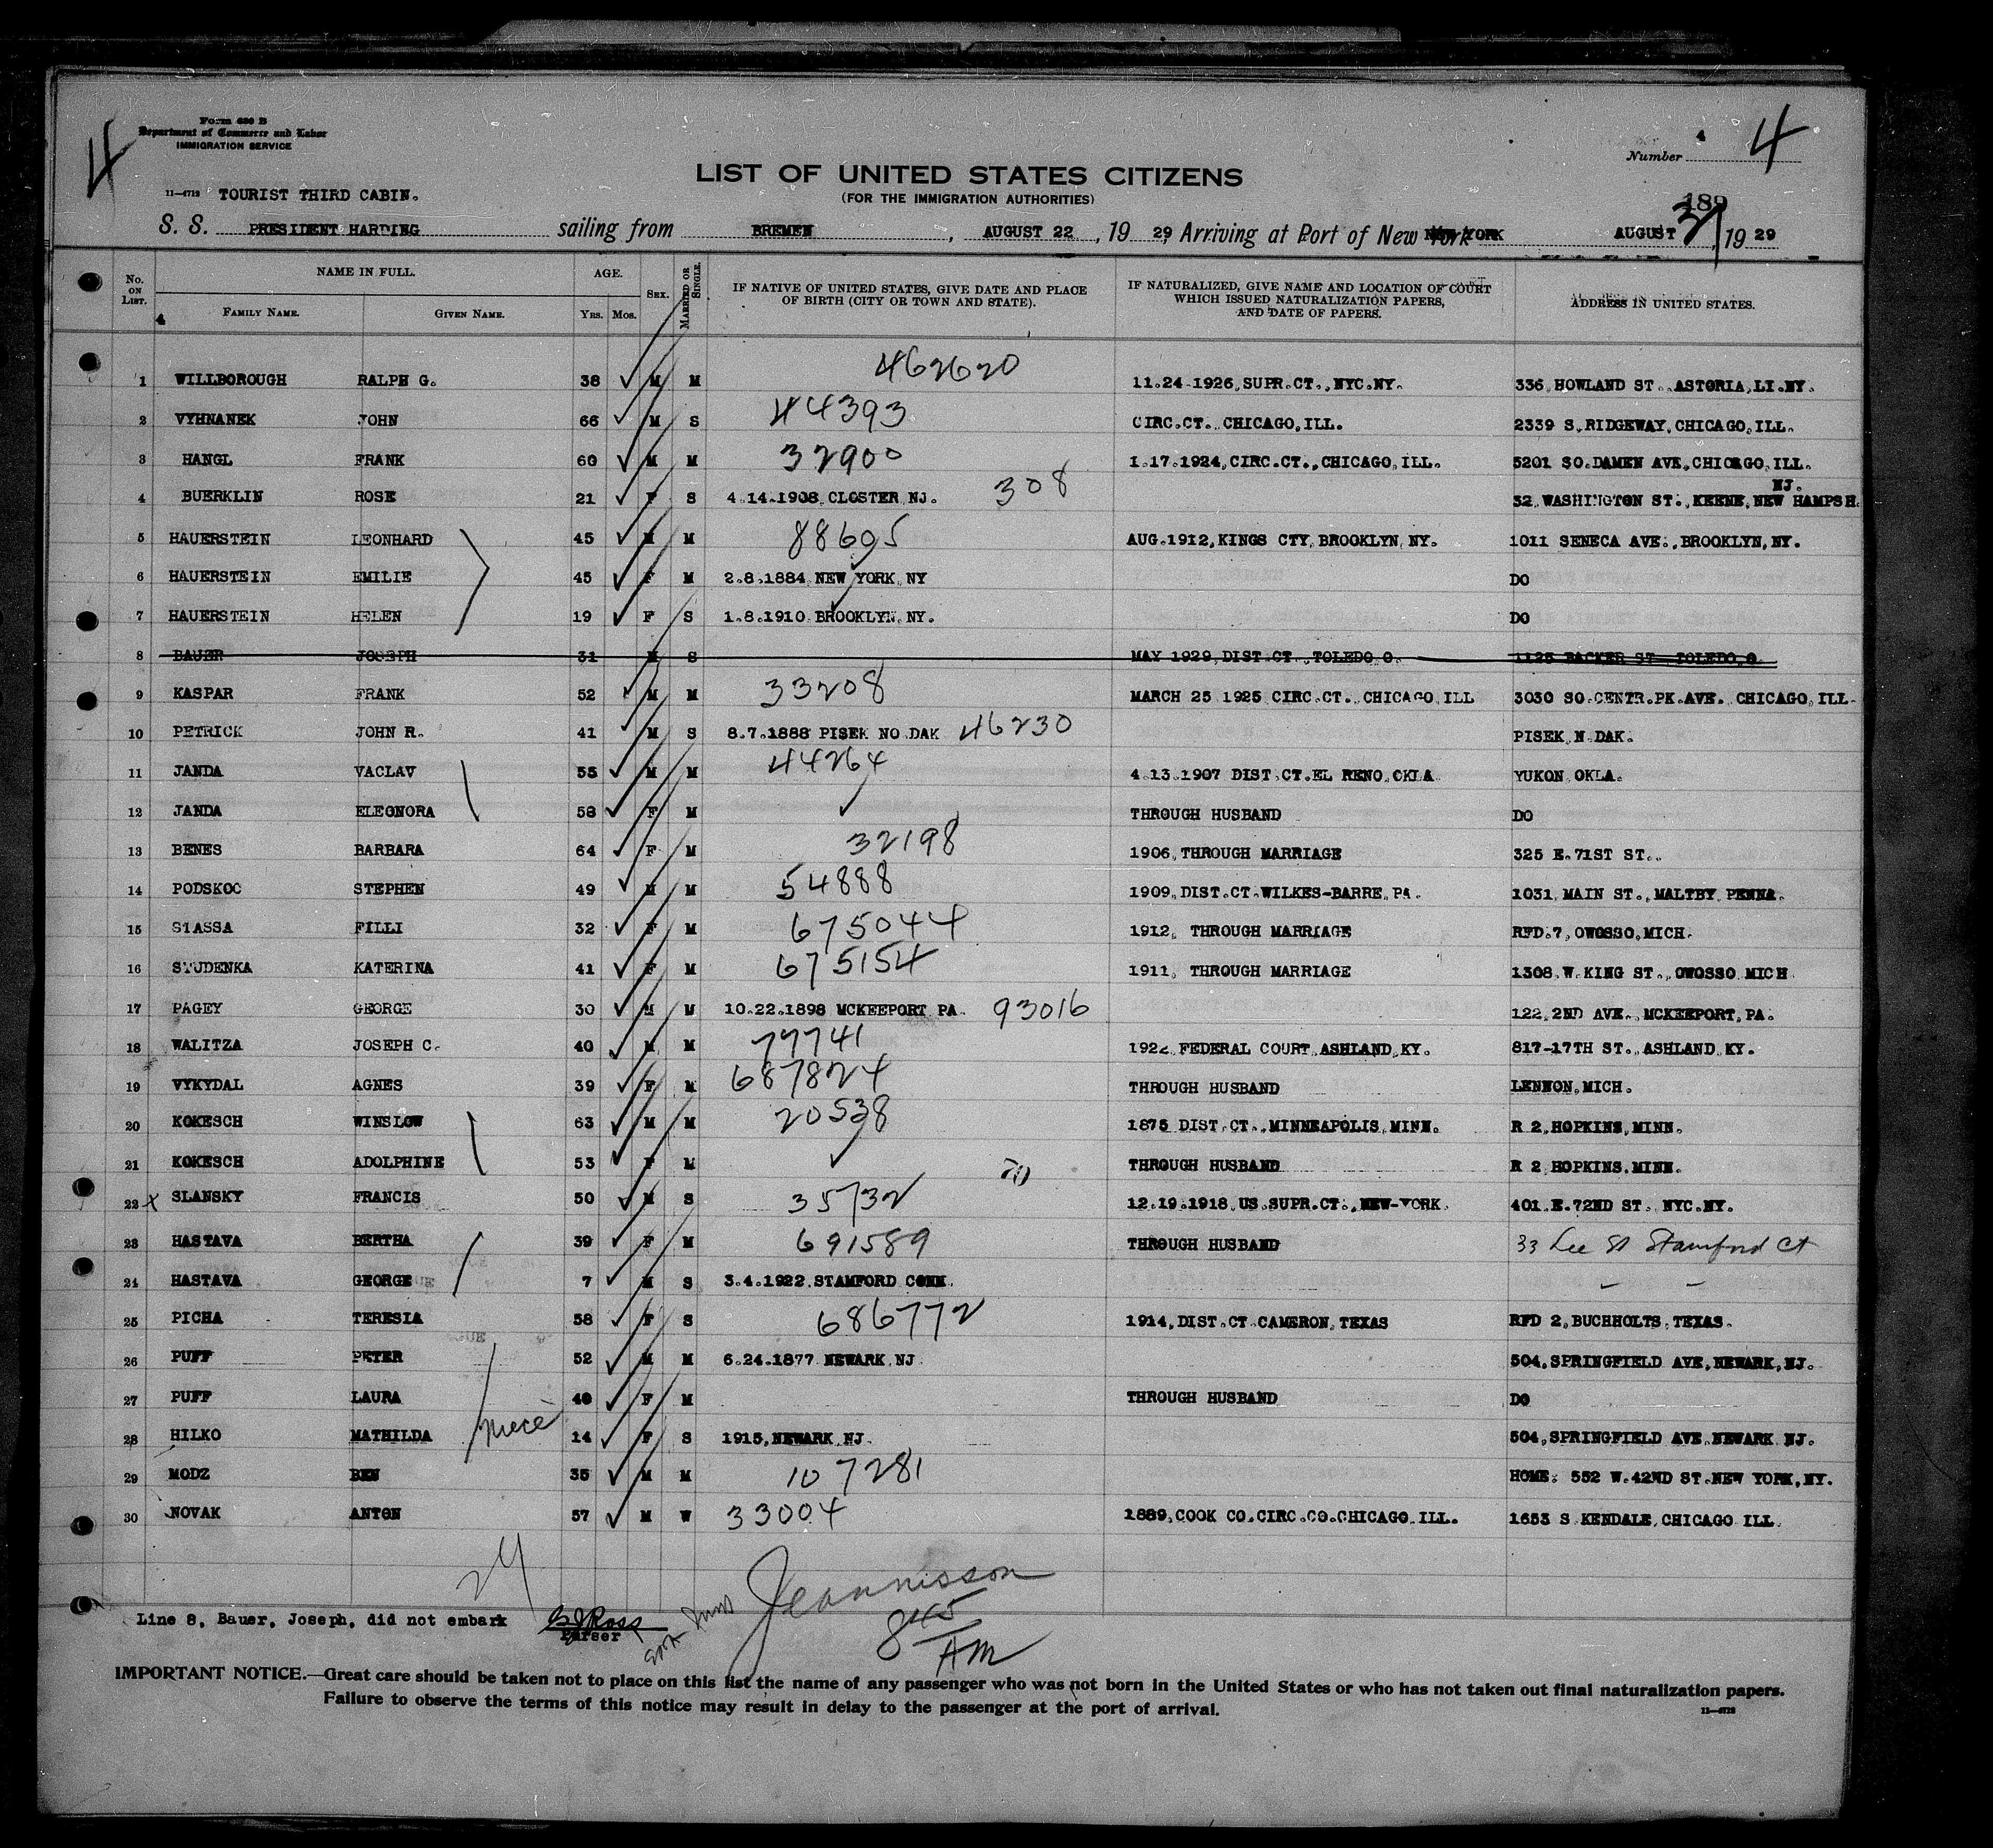 Form 630 B
Department of Commerce and Labor
IMMIGRATION SERVICE
4
4
Number 4
LIST OF UNITED STATES CITIZENS
(FOR THE IMMIGRATION AUTHORITIES)
11—4712 TOURIST THIRD CABIN.
189
S. S. PRESIDENT HARDING sailing from BREMEN, AUGUST 22, 19 29, Arriving at Port of New York NEW YORK AUGUST 31, 19 29
No. ON LIST. NAME IN FULL. AGE. SEX. MARRIED OR SINGLE. IF NATIVE OF UNITED STATES, GIVE DATE AND PLACE OF BIRTH (CITY OR TOWN AND STATE). IF NATURALIZED, GIVE NAME AND LOCATION OF COURT WHICH ISSUED NATURALIZATION PAPERS, AND DATE OF PAPERS. ADDRESS IN UNITED STATES.
4 FAMILY NAME. GIVEN NAME. YRS. MOS.
1 WILLBOROUGH RALPH G. 38 M M 462620 11.24.1926,SUPR.CT.,NYC.NY. 336,HOWLAND ST.,ASTORIA,LI.NY.
2 VYHNANEK JOHN 66 M S 44393 CIRC.CT.,CHICAGO,ILL. 2339 S.RIDGEWAY,CHICAGO,ILL.
3 HANGL FRANK 60 M M 32900 1.17.1924,CIRC.CT.,CHICAGO,ILL. 5201 SO.DAMEN AVE,CHICAGO,ILL.
NJ.
4 BUERKLIN ROSE 21 F S 4.14.1908 CLOSTER NJ. 308 32,WASHINGTON ST.,KEENE,NEW HAMPSH.
5 HAUERSTEIN LEONHARD 45 M M 88695 AUG.1912,KINGS CTY,BROOKLYN,NY. 1011 SENECA AVE.,BROOKLYN,NY.
6 HAUERSTEIN EMILIE 45 F M 2.8.1884 NEW YORK,NY DO
7 HAUERSTEIN HELEN 19 F S 1.8.1910 BROOKLYN,NY. DO
8 BAUER JOSEPH 31 M S MAY 1929,DIST.CT.,TOLEDO,O. 1125 BACKER ST. TOLEDO,O.
9 KASPAR FRANK 52 M M 33208 MARCH 25 1925 CIRC.CT. CHICAGO,ILL 3030 SO.CENTR.PK.AVE. CHICAGO,ILL.
10 PETRICK JOHN R. 41 M S 8.7.1888 PISEK NO.DAK 46230 PISEK N.DAK.
11 JANDA VACLAV 55 M M 44264 4.13.1907 DIST.CT.EL RENO,OKLA YUKON,OKLA.
12 JANDA ELEONORA 58 F M THROUGH HUSBAND DO
13 BENES BARBARA 64 F M 32198 1906,THROUGH MARRIAGE 325 E.71ST ST..
14 PODSKOC STEPHEN 49 M M 54888 1909,DIST.CT.WILKES-BARRE,PA. 1031,MAIN ST.,MALTBY PENNA.
15 STASSA FILLI 32 F M 675044 1912, THROUGH MARRIAGE RFD.7,OWOSSO,MICH.
16 STUDENKA KATERINA 41 F M 675154 1911, THROUGH MARRIAGE 1308,W.KING ST.,OWOSSO MICH
17 PAGEY GEORGE 30 M M 10.22.1898 MCKEEPORT PA. 93016 122,2ND AVE.,MCKEEPORT,PA.
18 WALITZA JOSEPH C. 40 M M 77741 1922,FEDERAL COURT,ASHLAND,KY. 817-17TH ST.,ASHLAND,KY.
19 VYKYDAL AGNES 39 F M 687824 THROUGH HUSBAND LENNON,MICH.
20 KOKESCH WINSLOW 63 M M 20538 1875 DIST.CT.,MINNEAPOLIS,MINN. R 2,HOPKINS,MINN.
21 KOKESCH ADOLPHINE 53 F M THROUGH HUSBAND R 2 HOPKINS.MINN.
22 x SLANSKY FRANCIS 50 M S 35732 12.19.1918,US.SUPR.CT.,NEW-YORK. 401.E.72ND ST. NYC.NY.
23 HASTAVA BERTHA 39 F M 691589 THROUGH HUSBAND 33 Lee St Stamford Ct
24 HASTAVA GEORGE 7 M S 3.4.1922,STAMFORD CONN. — —
25 PICHA TERESIA 58 F S 686772 1914,DIST.CT.CAMERON,TEXAS RFD 2,BUCHHOLTS,TEXAS.
26 PUFF PETER 52 M M 6.24.1877 NEWARK,NJ. 504,SPRINGFIELD AVE,NEWARK,NJ.
27 PUFF LAURA 40 F M THROUGH HUSBAND DO
28 HILKO MATHILDA niece 14 F S 1915,NEWARK,NJ. 504,SPRINGFIELD AVE NEWARK NJ.
29 MODZ BEN 35 M M 107281 HOME: 552 W.42ND ST.NEW YORK,NY.
30 NOVAK ANTON 57 M W 33004 1889,COOK CO.CIRC.CO.CHICAGO.ILL. 1653 S KENDALE,CHICAGO ILL
Jeannisson
845
AM
Line 8, Bauer, Joseph, did not embark Ross
Purser
IMPORTANT NOTICE.—Great care should be taken not to place on this list the name of any passenger who was not born in the United States or who has not taken out final naturalization papers.
Failure to observe the terms of this notice may result in delay to the passenger at the port of arrival.
11—4712